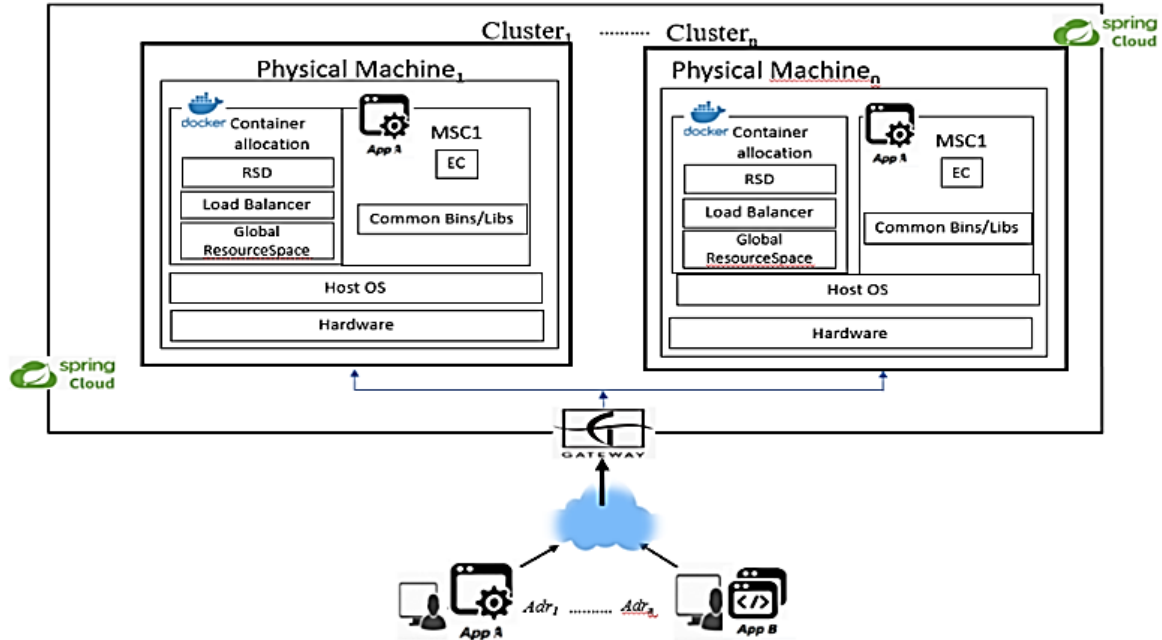 Cluster1 .......... Clustern
spring
Cloud
Physical Machine1
docker Container
allocation
RSD
Load Balancer
Global
ResourceSpace
App A
MSC1
EC
Common Bins/Libs
Host OS
Hardware
Physical Machinen
docker Container
allocation
RSD
Load Balancer
Global
ResourceSpace
App A
MSC1
EC
Common Bins/Libs
Host OS
Hardware
spring
Cloud
GATEWAY
App A
Adr1 .......... Adrn
App B